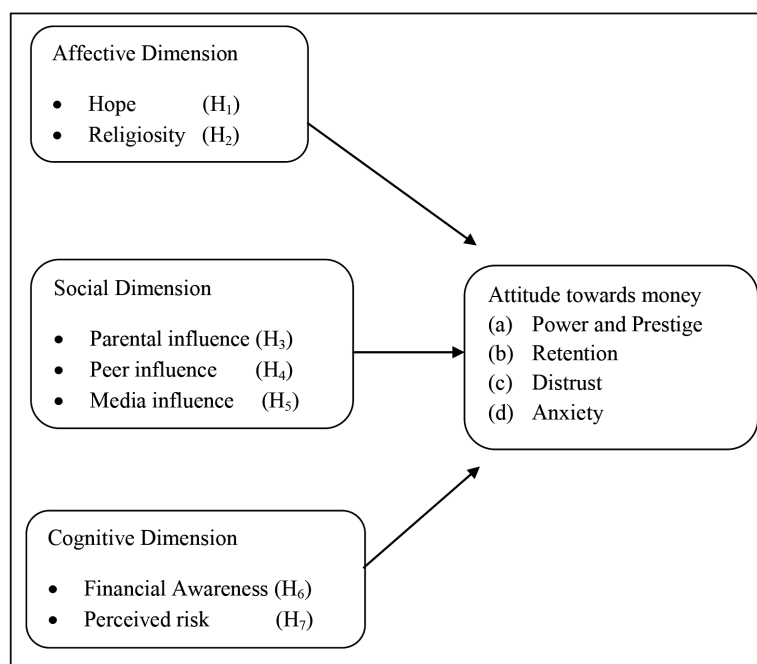 Affective Dimension
• Hope (H₁)
• Religiosity (H₂)
Social Dimension
• Parental influence (H₃)
• Peer influence (H₄)
• Media influence (H₅)
Cognitive Dimension
• Financial Awareness (H₆)
• Perceived risk (H₇)
Attitude towards money
(a) Power and Prestige
(b) Retention
(c) Distrust
(d) Anxiety